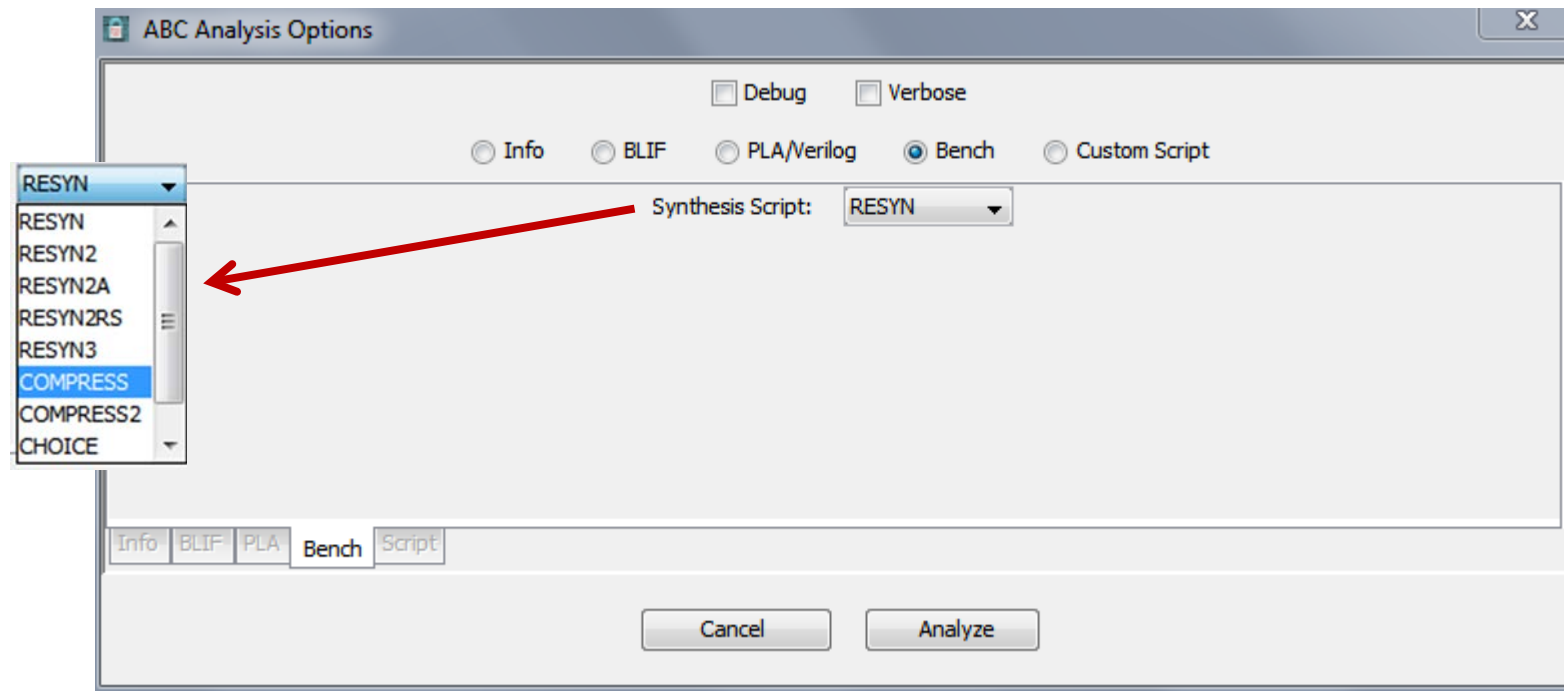 ABC Analysis Options
Debug Verbose
Info BLIF PLA/Verilog Bench Custom Script
Synthesis Script: RESYN
RESYN
RESYN
RESYN2
RESYN2A
RESYN2RS
RESYN3
COMPRESS
COMPRESS2
CHOICE
Info BLIF PLA Bench Script
Cancel Analyze